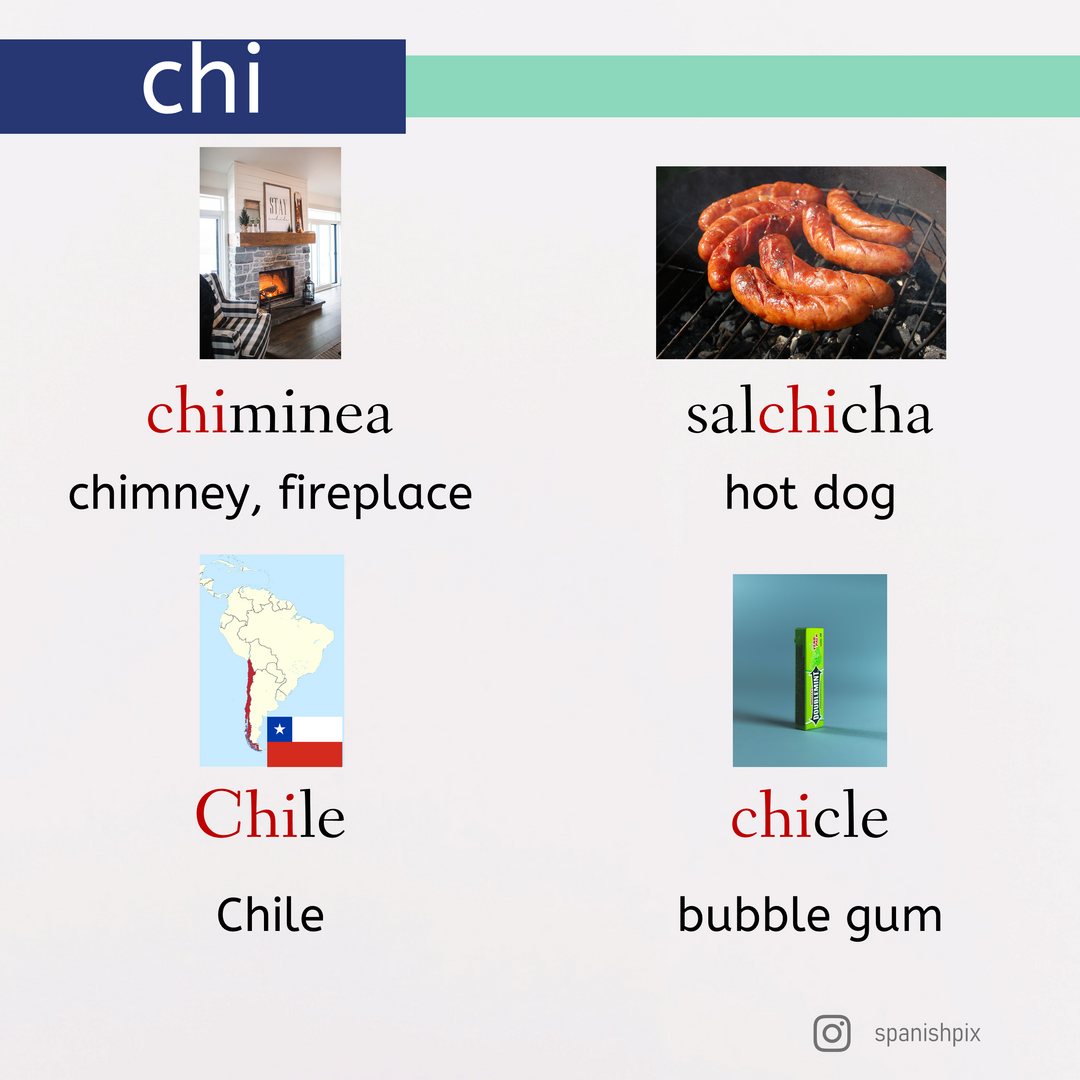 chi
STAY
chiminea
salchicha
chimney, fireplace
hot dog
DOUBLEMINT
Chile
chicle
Chile
bubble gum
spanishpix